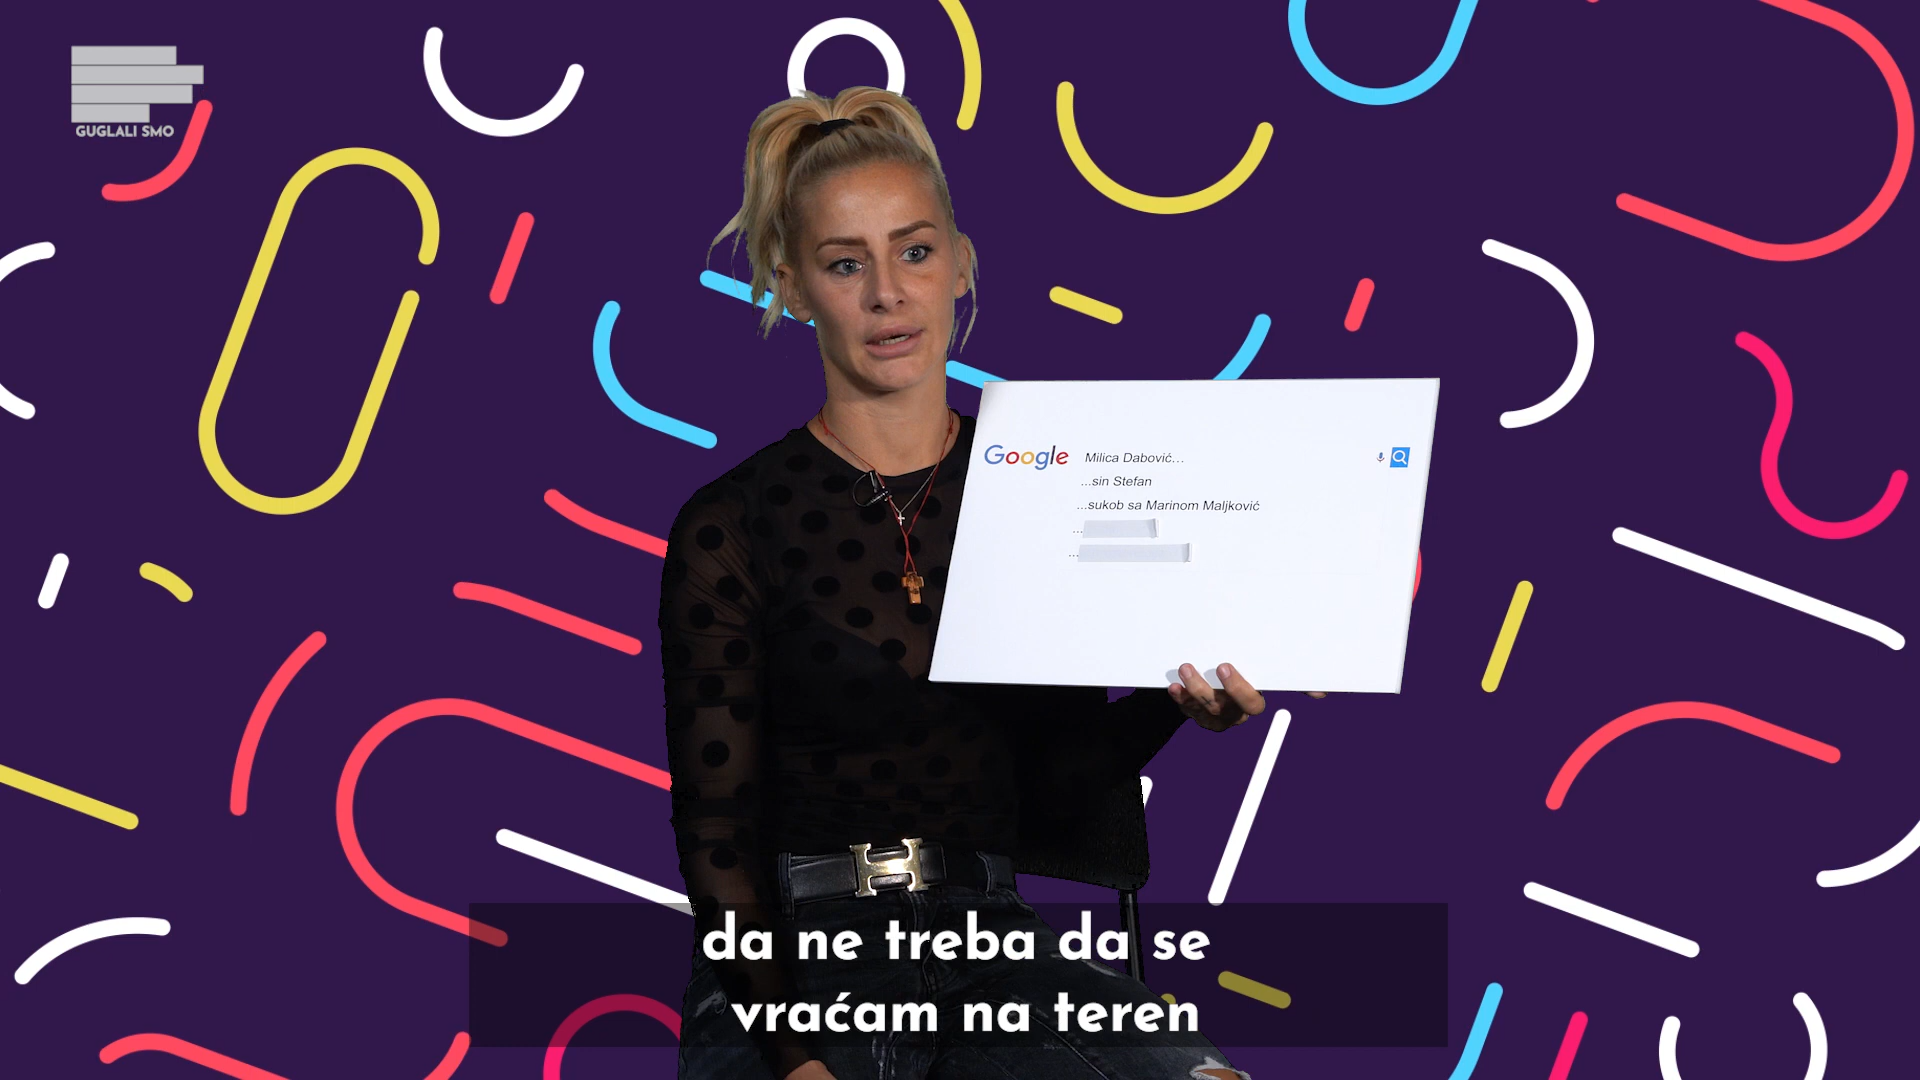 GUGLALI SMO
Google Milica Dabović...
...sin Stefan
...sukob sa Marinom Maljković
...
...
da ne treba da se
vraćam na teren